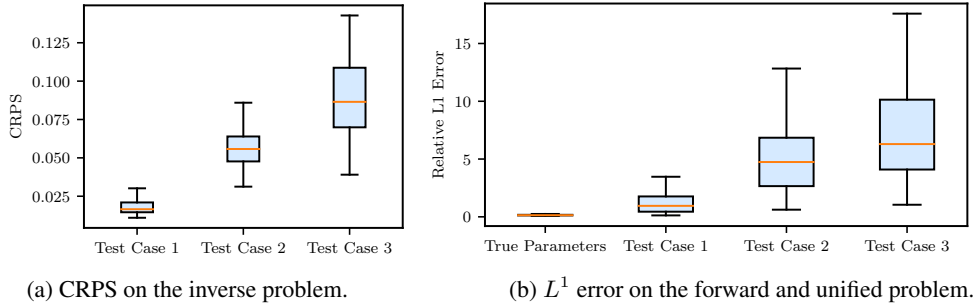 CRPS
0.125
0.100
0.075
0.050
0.025
Test Case 1
Test Case 2
Test Case 3
(a) CRPS on the inverse problem.
Relative L1 Error
15
10
5
0
True Parameters
Test Case 1
Test Case 2
Test Case 3
(b) L¹ error on the forward and unified problem.